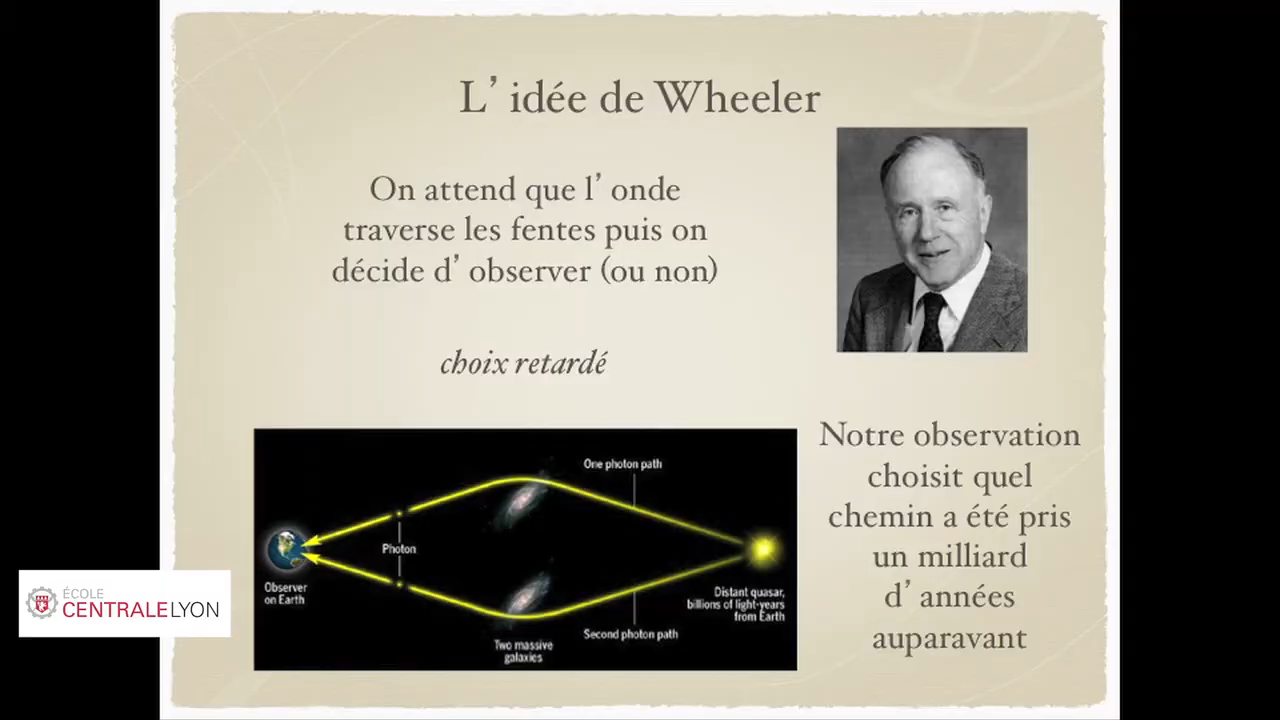 L’ idée de Wheeler
On attend que l’ onde
traverse les fentes puis on
décide d’ observer (ou non)
choix retardé
One photon path
Photon
Observer
on Earth
Distant quasar,
billions of light-years
from Earth
Second photon path
Two massive
galaxies
Notre observation
choisit quel
chemin a été pris
un milliard
d’ années
auparavant
ÉCOLE
CENTRALELYON